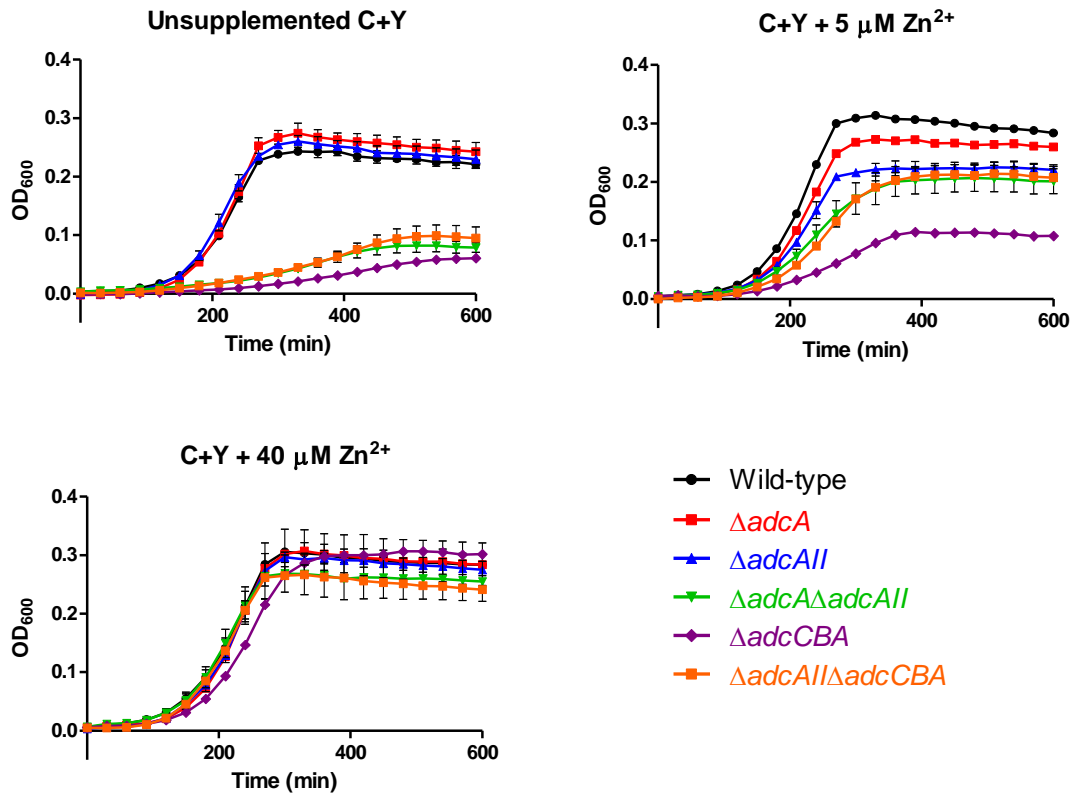 Unsupplemented C+Y
OD600
0.4
0.3
0.2
0.1
0.0
200
400
600
Time (min)
C+Y + 5 μM Zn2+
OD600
0.4
0.3
0.2
0.1
0.0
200
400
600
Time (min)
C+Y + 40 μM Zn2+
OD600
0.4
0.3
0.2
0.1
0.0
200
400
600
Time (min)
Wild-type
ΔadcA
ΔadcAII
ΔadcAΔadcAII
ΔadcCBA
ΔadcAIIΔadcCBA